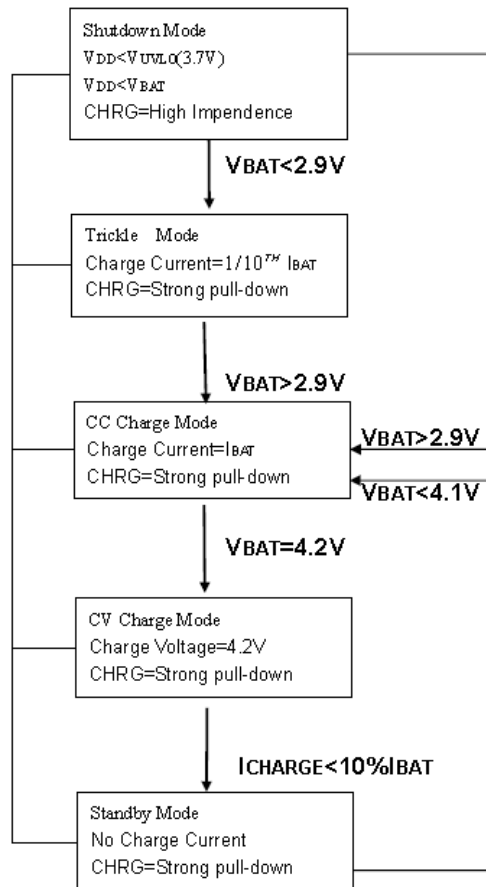 Shutdown Mode
VDD<VUVLO(3.7V)
VDD<VBAT
CHRG=High Impendence
VBAT<2.9V
Trickle Mode
Charge Current=1/10TH IBAT
CHRG=Strong pull-down
VBAT>2.9V
CC Charge Mode
Charge Current=IBAT
CHRG=Strong pull-down
VBAT>2.9V
VBAT<4.1V
VBAT=4.2V
CV Charge Mode
Charge Voltage=4.2V
CHRG=Strong pull-down
ICHARGE<10%IBAT
Standby Mode
No Charge Current
CHRG=Strong pull-down